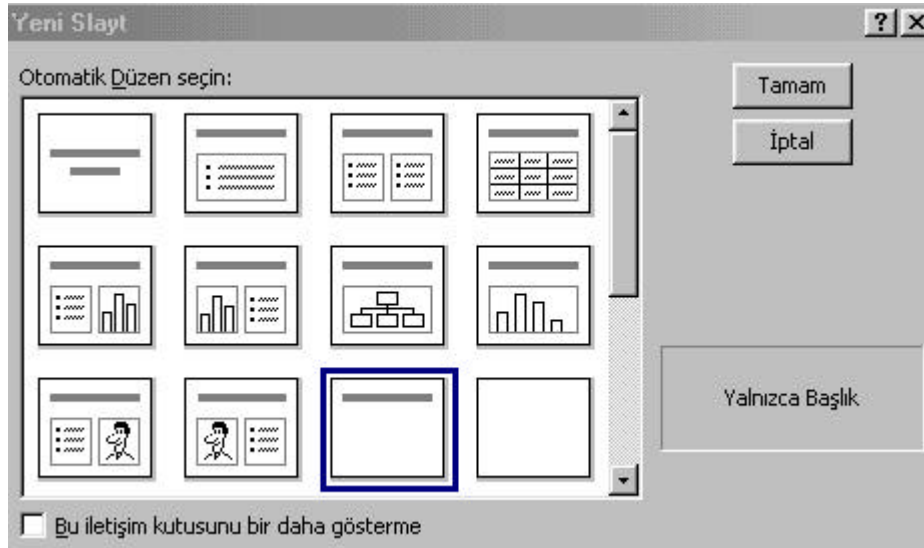 Yeni Slayt
Otomatik Düzen seçin:
Tamam
İptal
Yalnızca Başlık
Bu iletişim kutusunu bir daha gösterme